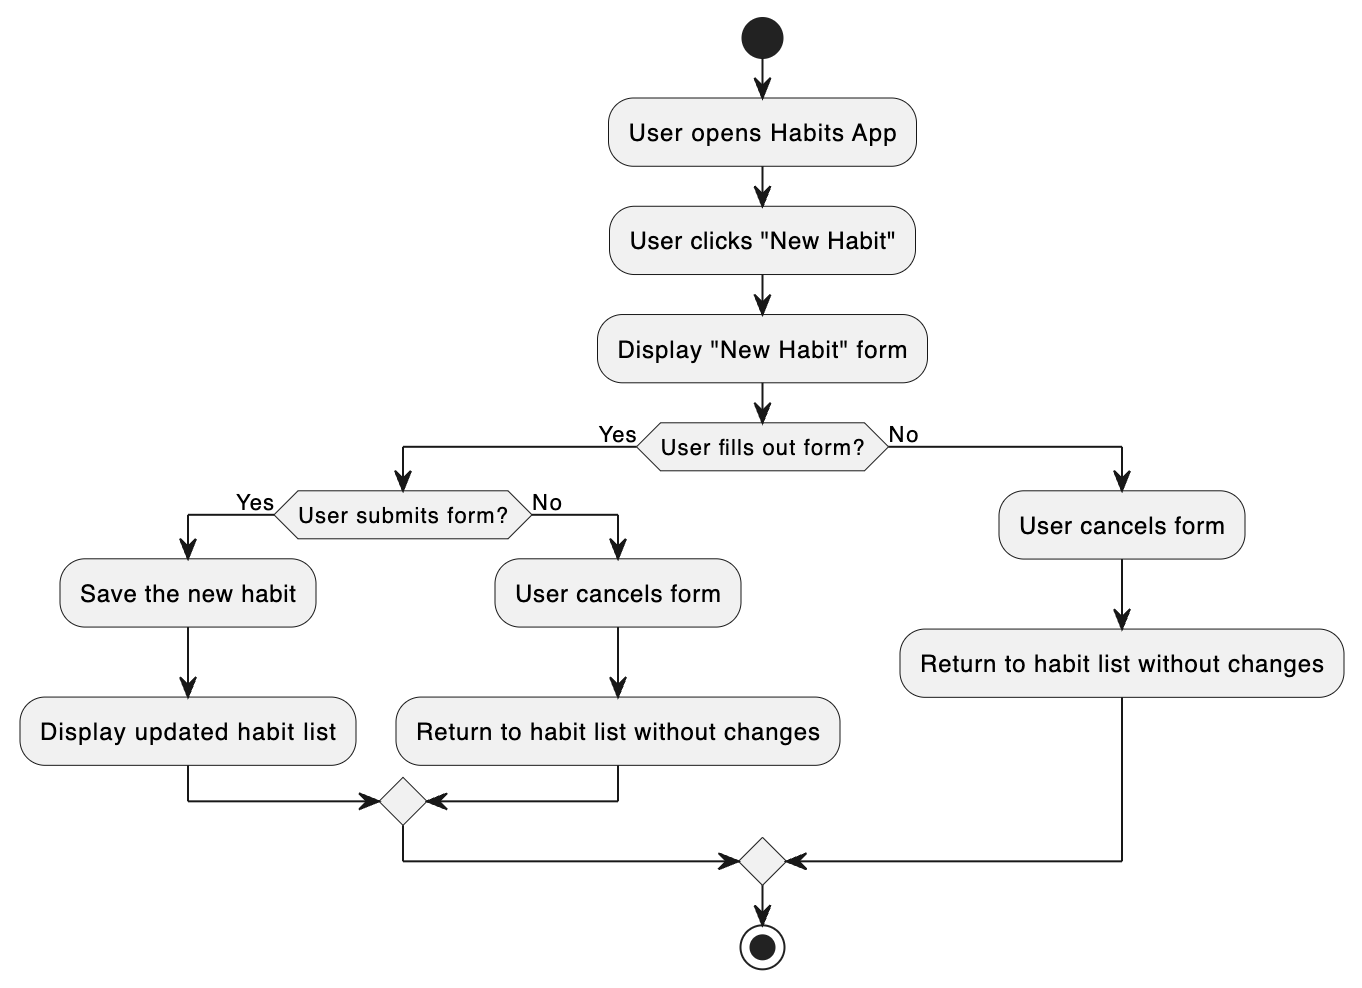 User opens Habits App
User clicks "New Habit"
Display "New Habit" form
Yes
User fills out form?
No
Yes
User submits form?
No
User cancels form
Save the new habit
User cancels form
Return to habit list without changes
Display updated habit list
Return to habit list without changes